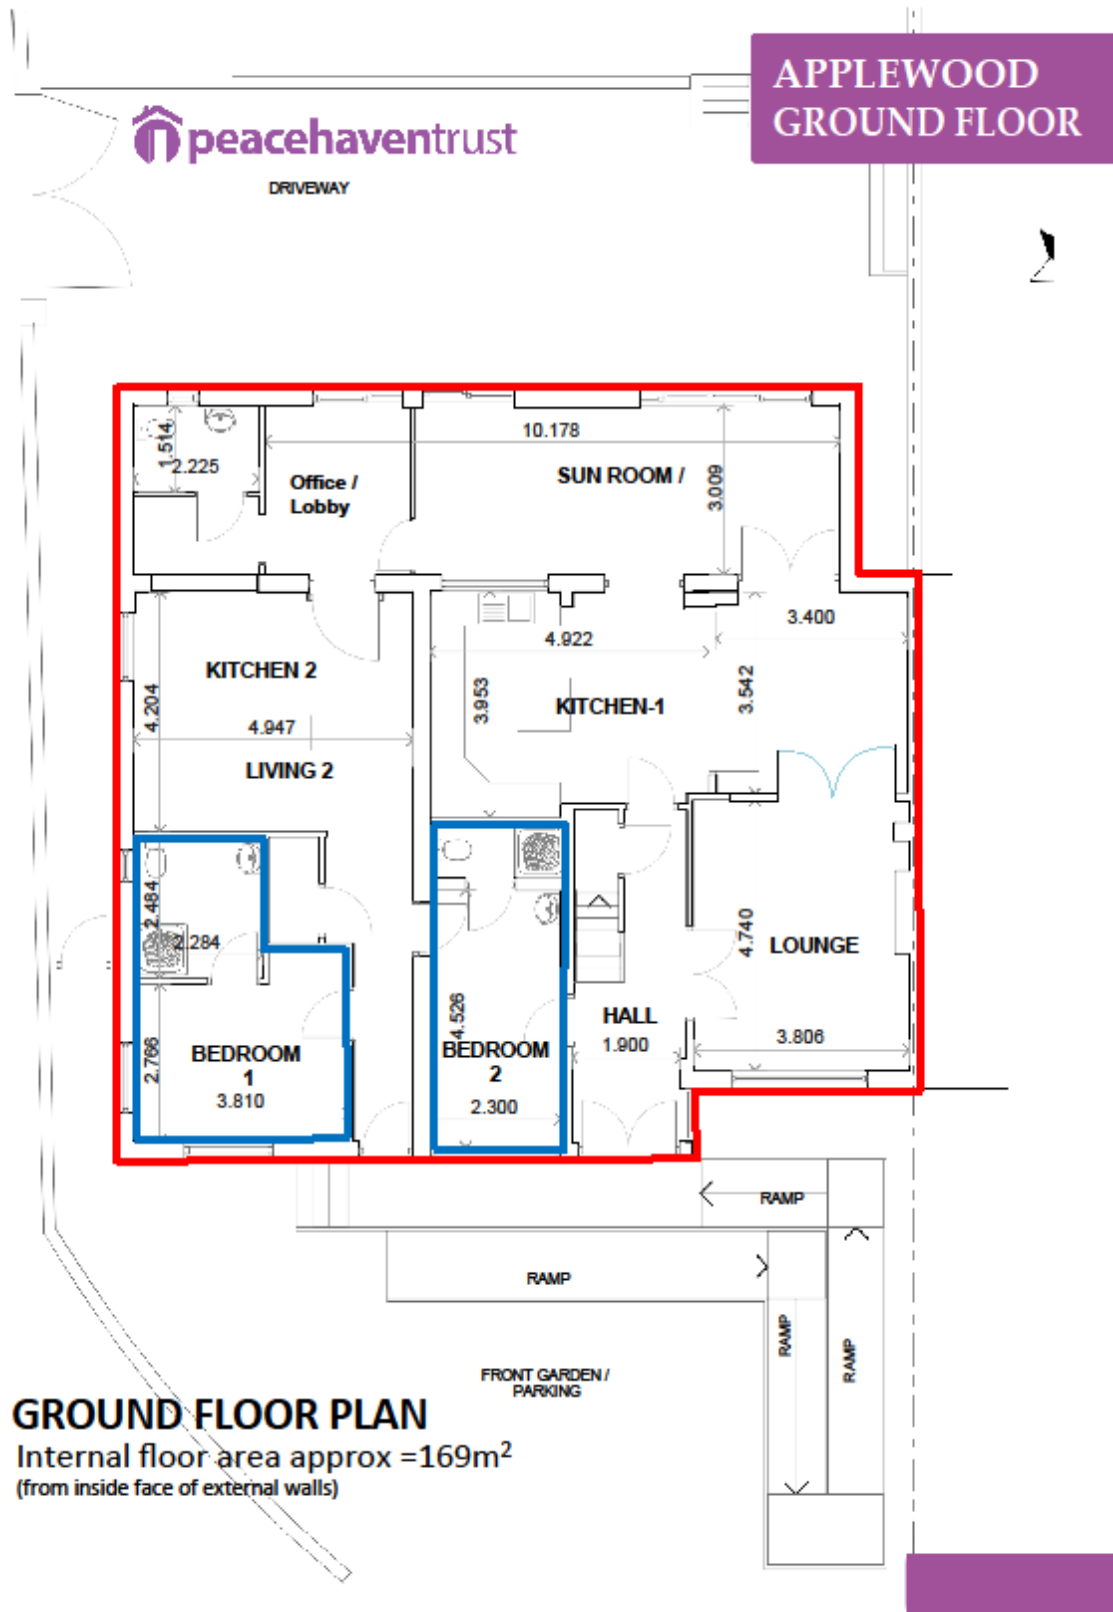 APPLEWOOD
GROUND FLOOR
peacehaventrust
DRIVEWAY
10.178
1.514
2.225
Office /
Lobby
SUN ROOM /
3.009
3.400
4.922
KITCHEN 2
4.204
3.953
KITCHEN-1
3.542
4.947
LIVING 2
2.484
2.284
4.740
LOUNGE
4.526
HALL
1.900
3.806
2.766
BEDROOM
1
3.810
BEDROOM
2
2.300
RAMP
RAMP
RAMP
RAMP
FRONT GARDEN /
PARKING
GROUND FLOOR PLAN
Internal floor area approx =169m²
(from inside face of external walls)